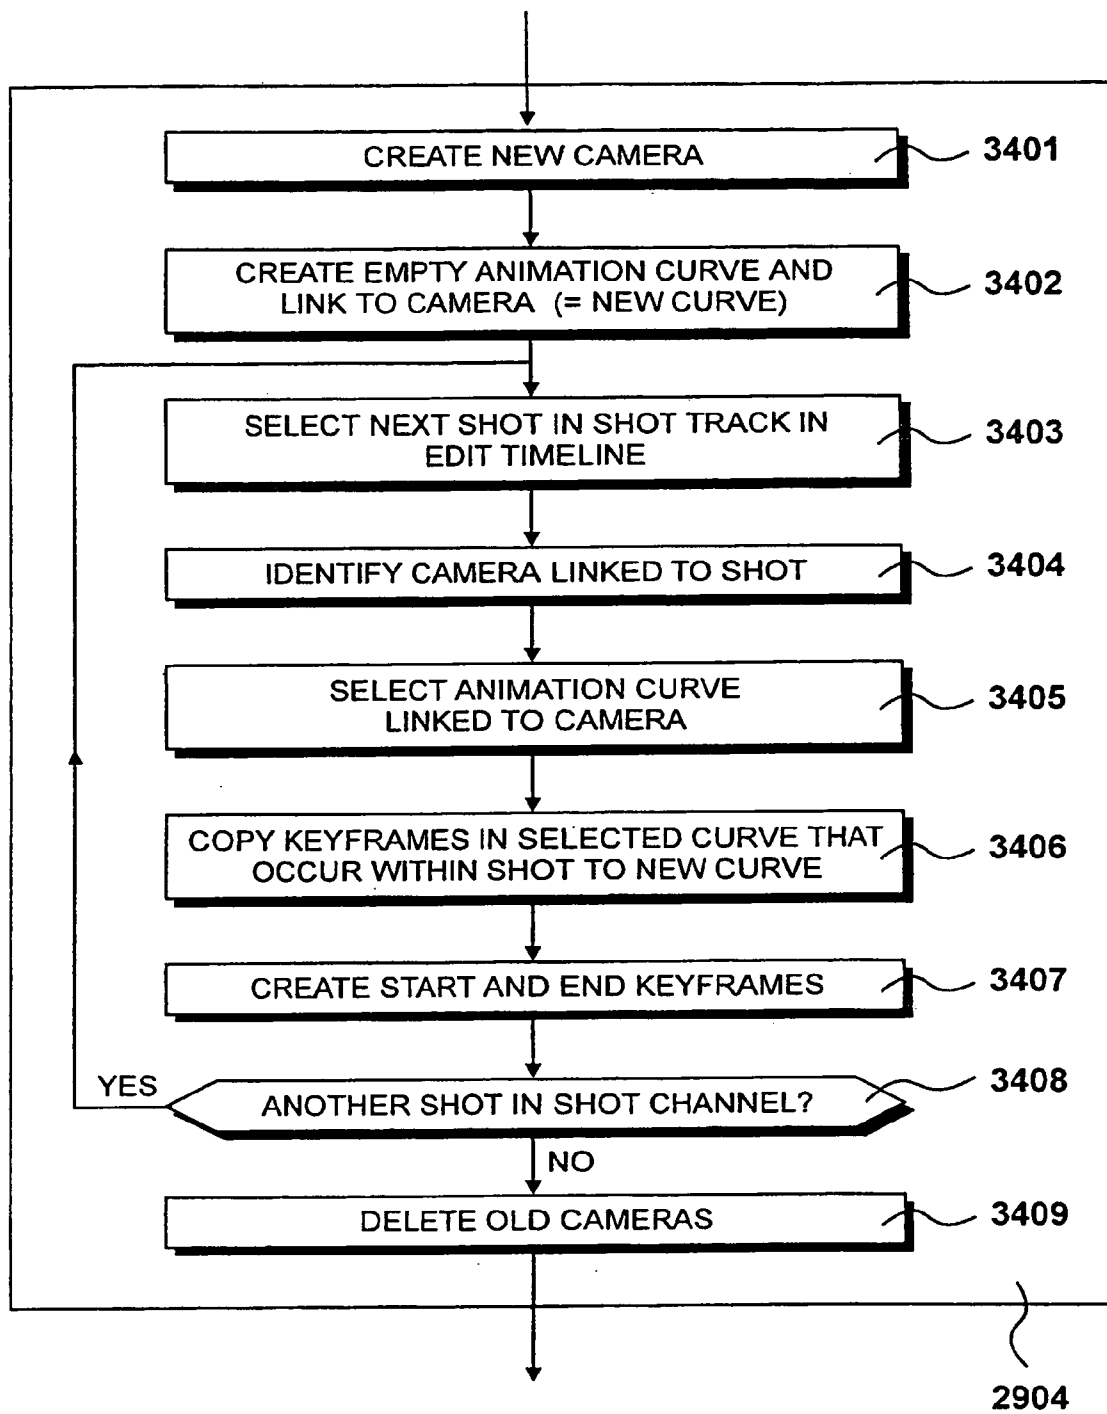 CREATE NEW CAMERA
3401
CREATE EMPTY ANIMATION CURVE AND
LINK TO CAMERA (= NEW CURVE)
3402
SELECT NEXT SHOT IN SHOT TRACK IN
EDIT TIMELINE
3403
IDENTIFY CAMERA LINKED TO SHOT
3404
SELECT ANIMATION CURVE
LINKED TO CAMERA
3405
COPY KEYFRAMES IN SELECTED CURVE THAT
OCCUR WITHIN SHOT TO NEW CURVE
3406
CREATE START AND END KEYFRAMES
3407
YES
ANOTHER SHOT IN SHOT CHANNEL?
3408
NO
DELETE OLD CAMERAS
3409
2904